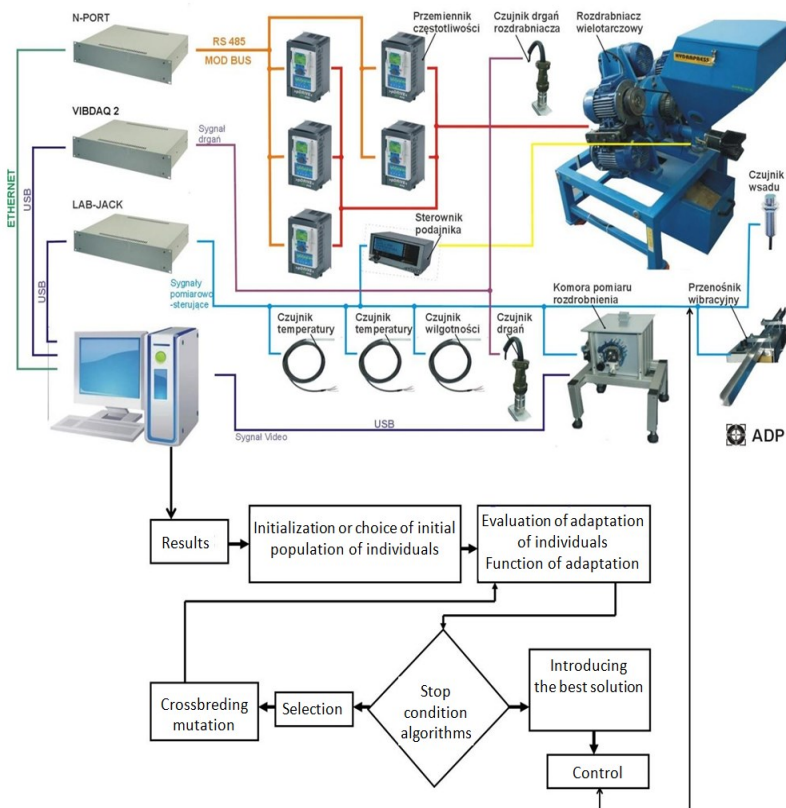 N-PORT
RS 485
MOD BUS
Przemiennik
częstotliwości
Czujnik drgań
rozdrabniacza
Rozdrabniacz
wielotarczowy
HYDRAPRESS
VIBDAQ 2
Sygnał
drgań
ETHERNET
USB
LAB-JACK
USB
Sygnały
pomiarowo
-sterujące
Sterownik
podajnika
Czujnik
wsadu
Czujnik
temperatury
Czujnik
temperatury
Czujnik
wilgotności
Czujnik
drgań
Komora pomiaru
rozdrobnienia
Przenośnik
wibracyjny
USB
Sygnał Video
ADP
Results
Initialization or choice of initial
population of individuals
Evaluation of adaptation
of individuals
Function of adaptation
Crossbreding
mutation
Selection
Stop
condition
algorithms
Introducing
the best solution
Control